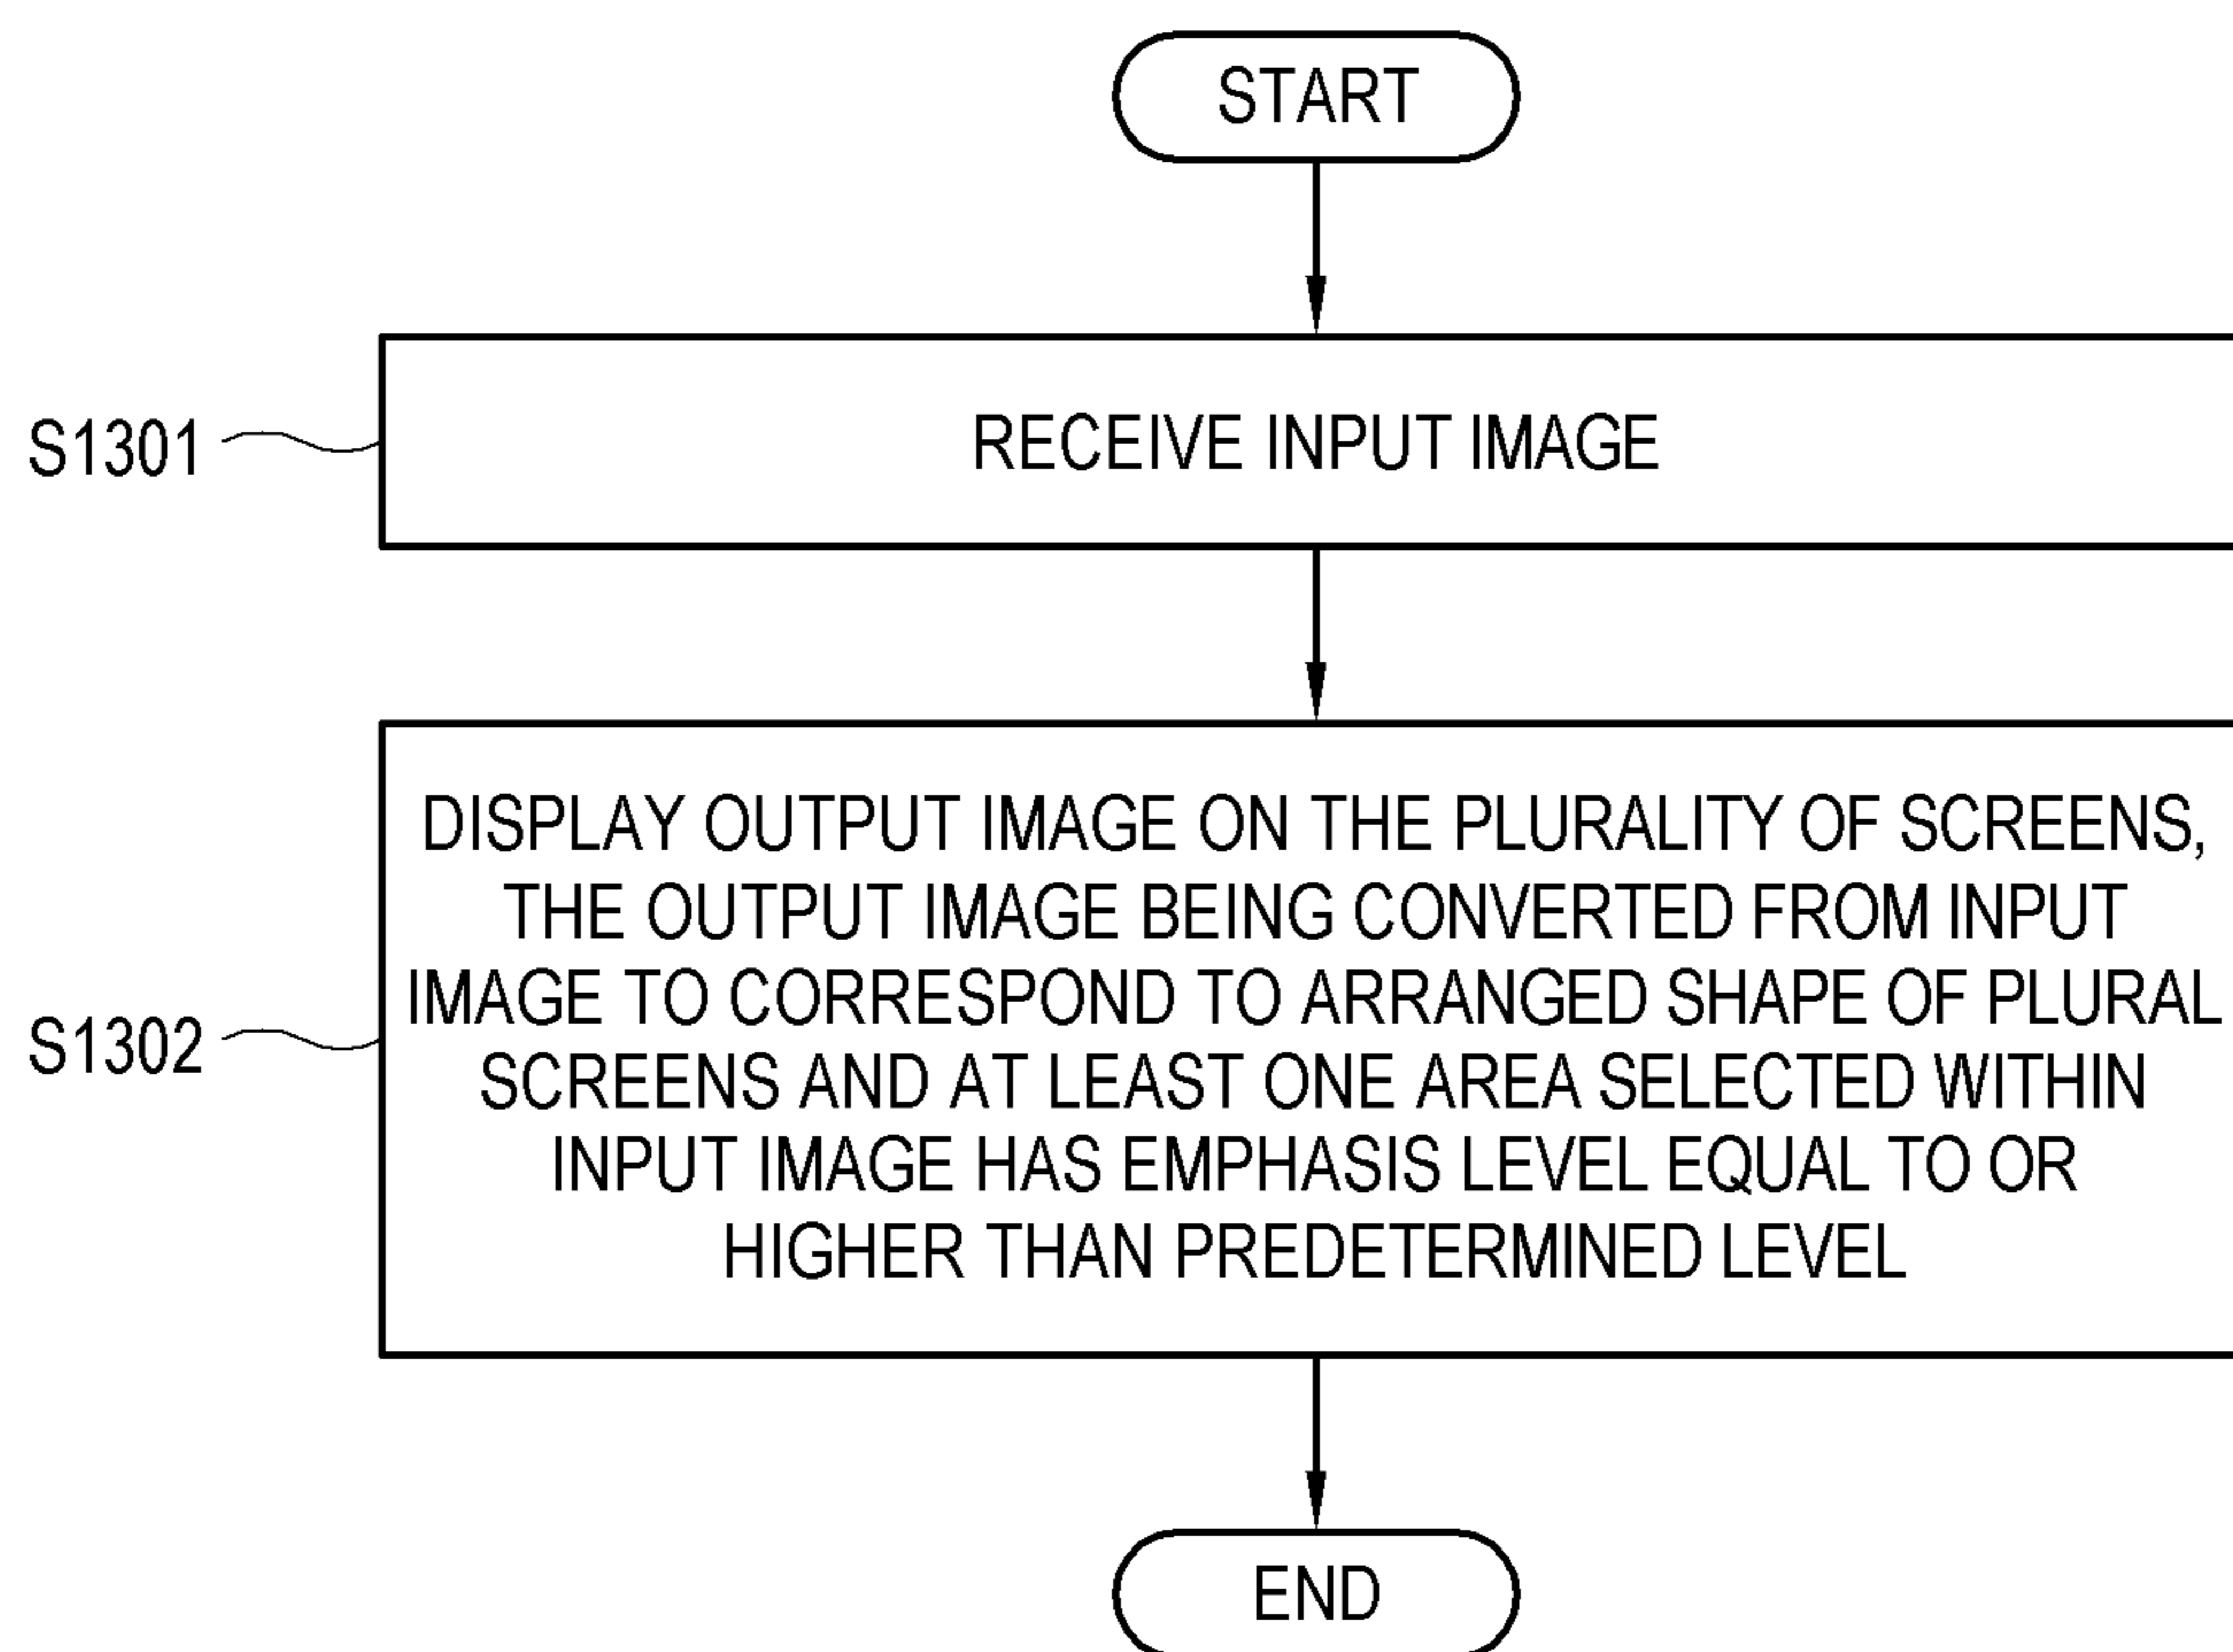 START
S1301
RECEIVE INPUT IMAGE
S1302
DISPLAY OUTPUT IMAGE ON THE PLURALITY OF SCREENS,
THE OUTPUT IMAGE BEING CONVERTED FROM INPUT
IMAGE TO CORRESPOND TO ARRANGED SHAPE OF PLURAL
SCREENS AND AT LEAST ONE AREA SELECTED WITHIN
INPUT IMAGE HAS EMPHASIS LEVEL EQUAL TO OR
HIGHER THAN PREDETERMINED LEVEL
END